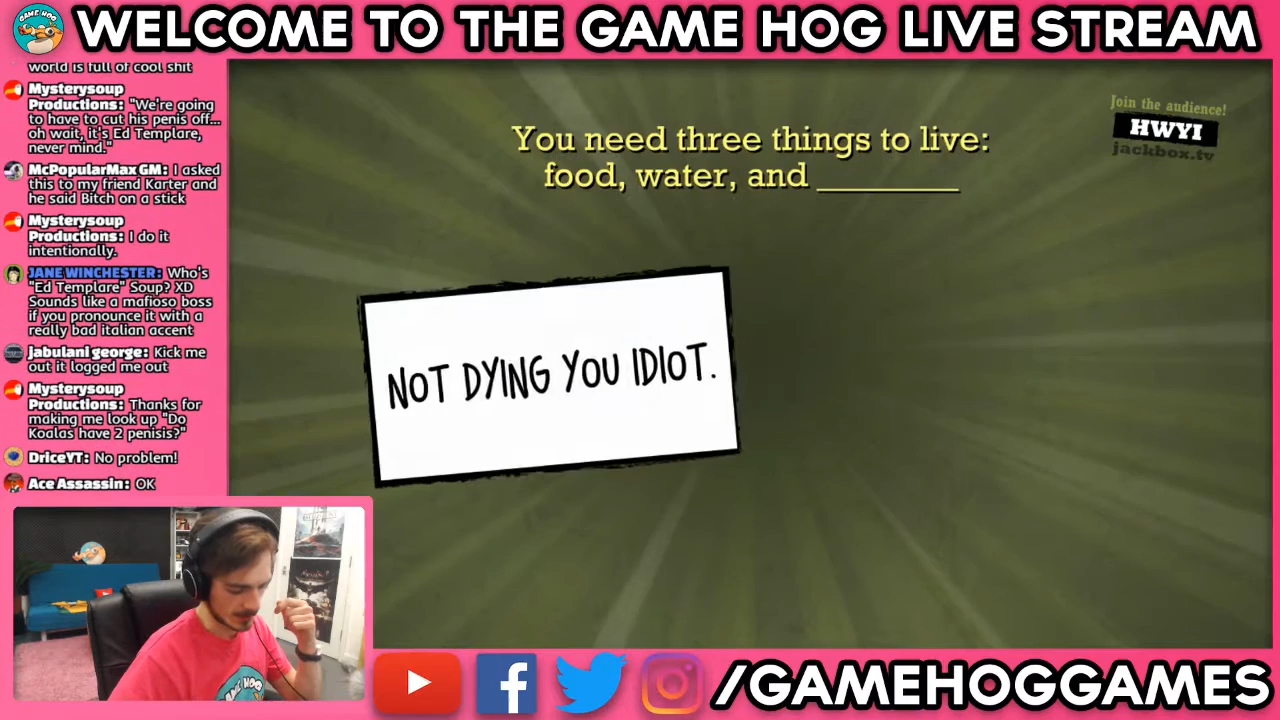 WELCOME TO THE GAME HOG LIVE STREAM
world is full of cool shit
Mysterysoup
Productions: "We're going
to have to cut his penis off...
oh wait, it's Ed Templare,
never mind."
McPopularMax GM: I asked
this to my friend Karter and
he said Bitch on a stick
Mysterysoup
Productions: I do it
intentionally.
JANE WINCHESTER: Who's
"Ed Templare" Soup? XD
Sounds like a mafioso boss
if you pronounce it with a
really bad italian accent
jabulani george: Kick me
out it logged me out
Mysterysoup
Productions: Thanks for
making me look up "Do
Koalas have 2 penisis?"
DriceYT: No problem!
Ace Assassin: OK
You need three things to live:
food, water, and ________
Join the audience!
HWYI
jackbox.tv
NOT DYING YOU IDIOT.
GAME HOG
/GAMEHOGGAMES